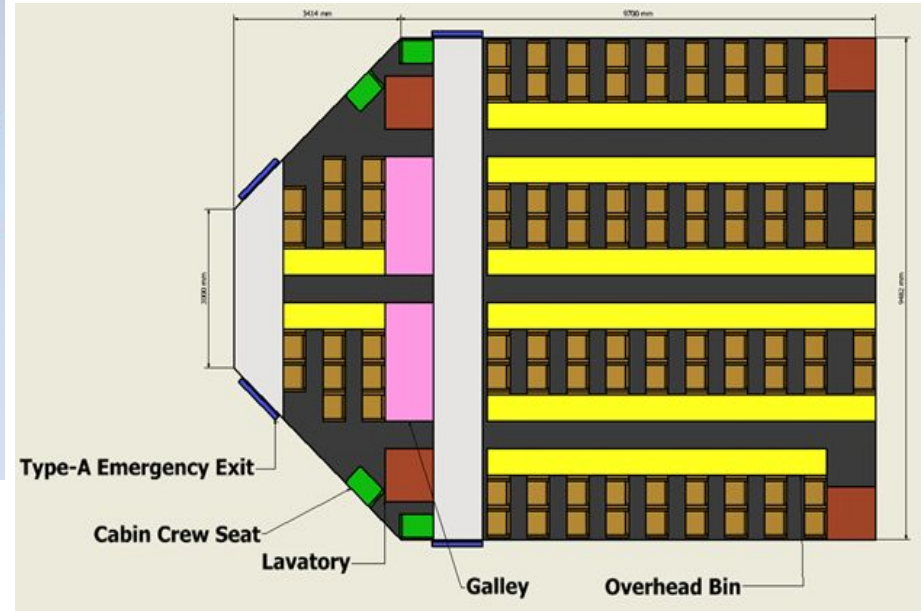 3414 mm
9700 mm
3000 mm
9482 mm
Type-A Emergency Exit
Cabin Crew Seat
Lavatory
Galley
Overhead Bin